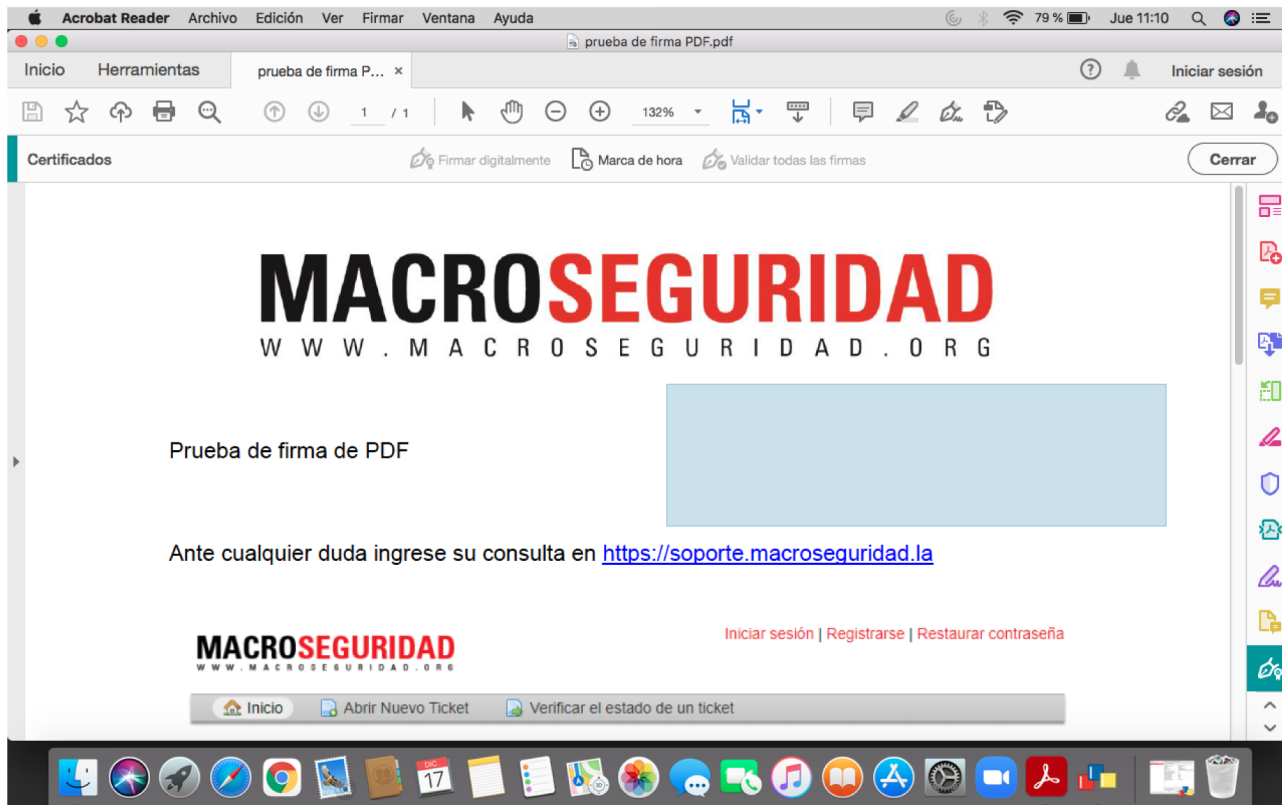 Acrobat Reader Archivo Edición Ver Firmar Ventana Ayuda 79 % Jue 11:10
prueba de firma PDF.pdf
Inicio Herramientas prueba de firma P... × ? Iniciar sesión
1 / 1 132%
Certificados Firmar digitalmente Marca de hora Validar todas las firmas Cerrar
MACROSEGURIDAD
WWW.MACROSEGURIDAD.ORG
Prueba de firma de PDF
Ante cualquier duda ingrese su consulta en https://soporte.macroseguridad.la
Iniciar sesión | Registrarse | Restaurar contraseña
MACROSEGURIDAD
WWW.MACROSEGURIDAD.ORG
Inicio Abrir Nuevo Ticket Verificar el estado de un ticket
DIC.
17